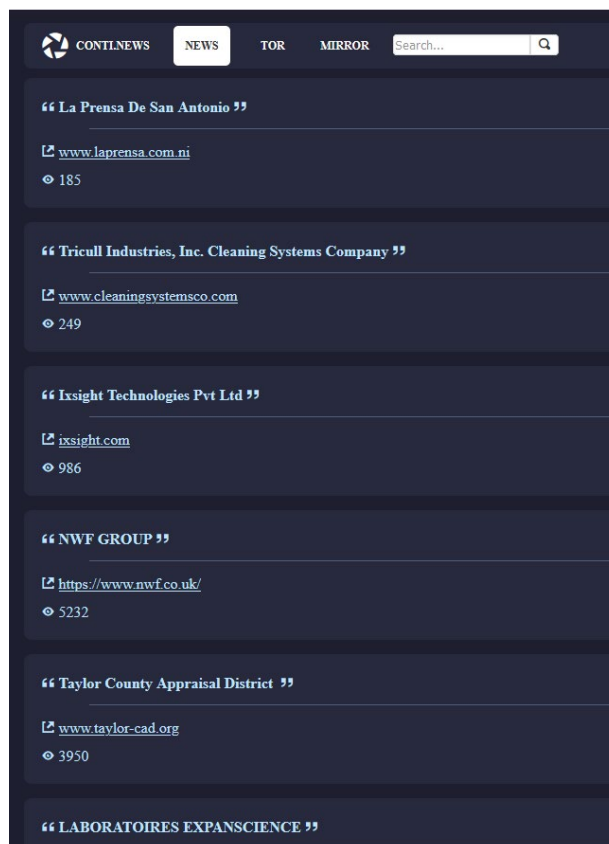 CONTI.NEWS NEWS TOR MIRROR Search...
“ La Prensa De San Antonio ”
www.laprensa.com.ni
185
“ Tricull Industries, Inc. Cleaning Systems Company ”
www.cleaningsystemsco.com
249
“ Ixsight Technologies Pvt Ltd ”
ixsight.com
986
“ NWF GROUP ”
https://www.nwf.co.uk/
5232
“ Taylor County Appraisal District ”
www.taylor-cad.org
3950
“ LABORATOIRES EXPANSCIENCE ”